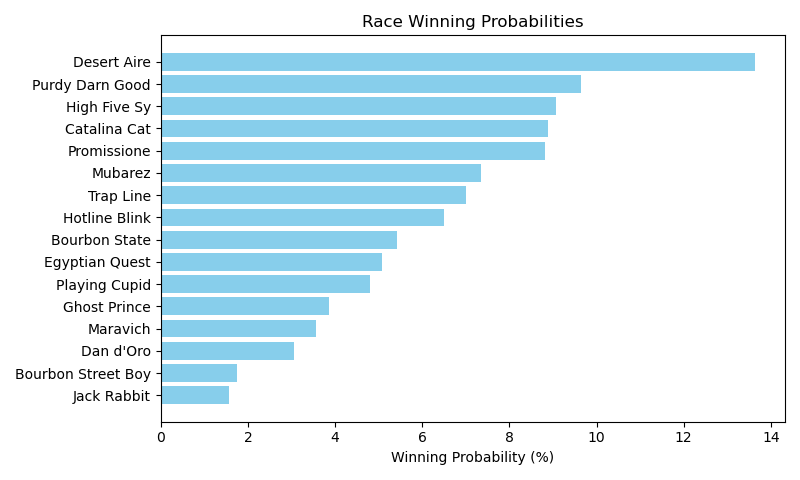 Race Winning Probabilities
Desert Aire
Purdy Darn Good
High Five Sy
Catalina Cat
Promissione
Mubarez
Trap Line
Hotline Blink
Bourbon State
Egyptian Quest
Playing Cupid
Ghost Prince
Maravich
Dan d'Oro
Bourbon Street Boy
Jack Rabbit
0 2 4 6 8 10 12 14
Winning Probability (%)